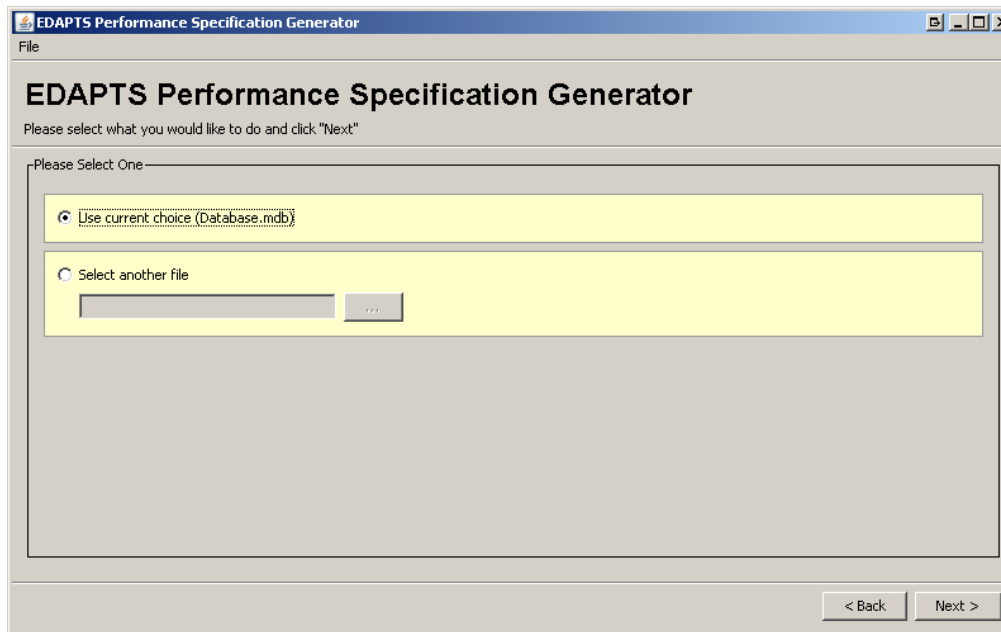 EDAPTS Performance Specification Generator
File
EDAPTS Performance Specification Generator
Please select what you would like to do and click "Next"
Please Select One
Use current choice (Database.mdb)
Select another file
...
< Back
Next >